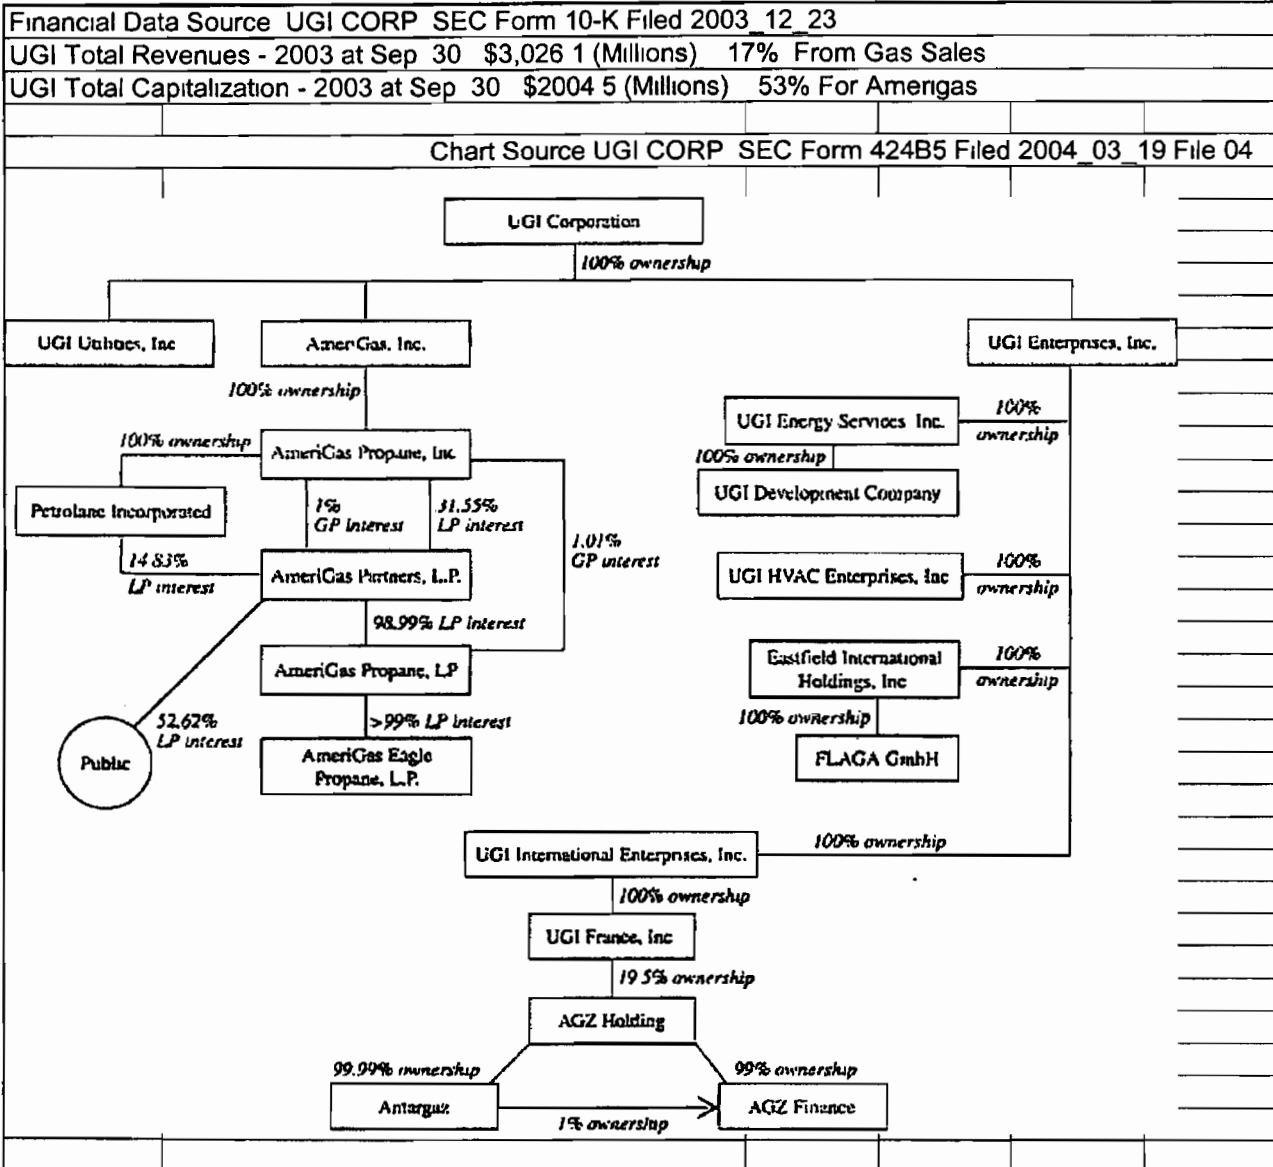 Financial Data Source UGI CORP SEC Form 10-K Filed 2003_12_23
UGI Total Revenues - 2003 at Sep 30 $3,026 1 (Millions) 17% From Gas Sales
UGI Total Capitalization - 2003 at Sep 30 $2004 5 (Millions) 53% For Amerigas
Chart Source UGI CORP SEC Form 424B5 Filed 2004_03_19 File 04
UGI Corporation
100% ownership
UGI Utilities, Inc
AmeriGas, Inc.
UGI Enterprises, Inc.
100% ownership
AmeriGas Propane, Inc
100% ownership
Petrolane Incorporated
1%
GP interest
31.55%
LP interest
1.01%
GP interest
14 83%
LP interest
AmeriGas Partners, L.P.
98.99% LP interest
AmeriGas Propane, LP
>99% LP interest
AmeriGas Eagle
Propane, L.P.
52.62%
LP interest
Public
UGI Energy Services Inc.
100%
ownership
100% ownership
UGI Development Company
UGI HVAC Enterprises, Inc
100%
ownership
Eastfield International
Holdings, Inc
100%
ownership
100% ownership
FLAGA GmbH
UGI International Enterprises, Inc.
100% ownership
100% ownership
UGI France, Inc
19 5% ownership
AGZ Holding
99.99% ownership
99% ownership
Antargaz
1% ownership
AGZ Finance